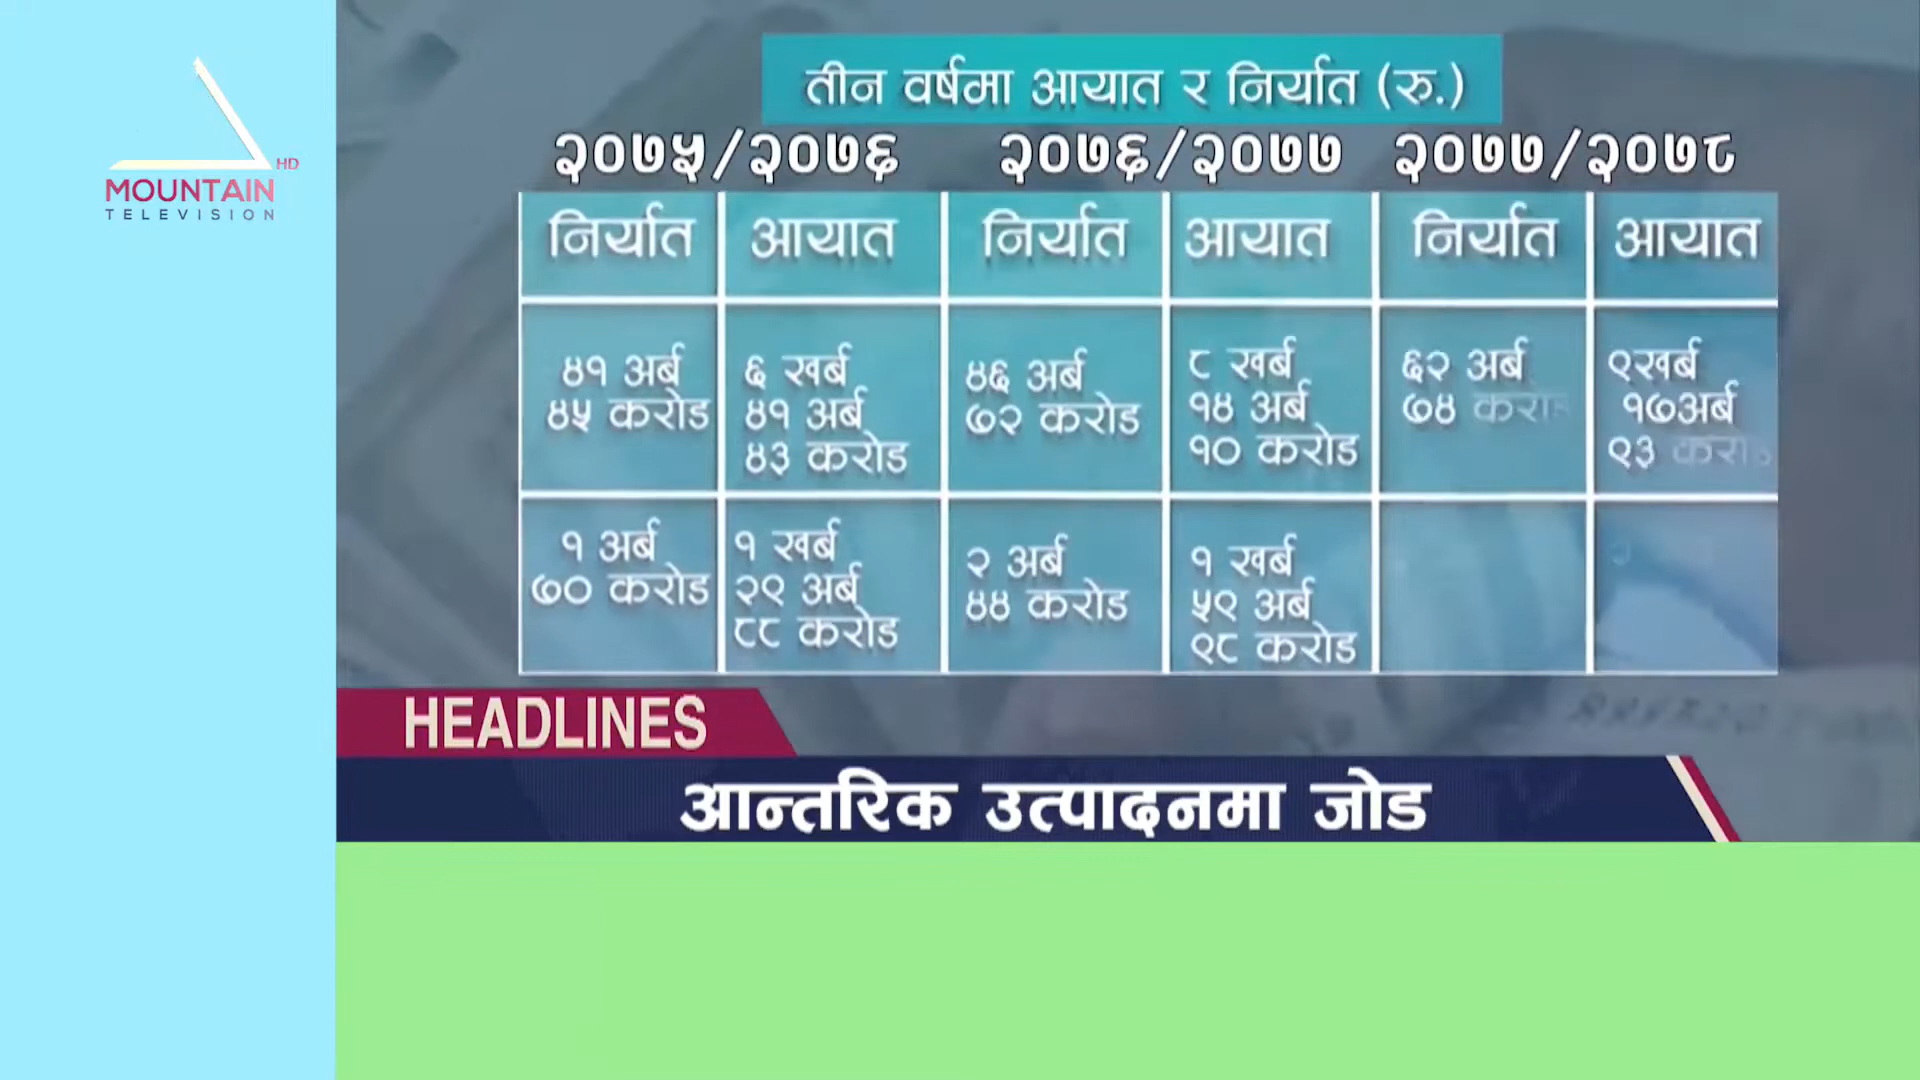 HD
MOUNTAIN
TELEVISION
तीन वर्षमा आयात र निर्यात (रु.)
२०७५/२०७६ २०७६/२०७७ २०७७/२०७८
निर्यात आयात निर्यात आयात निर्यात आयात
४१ अर्ब ६ खर्ब ४६ अर्ब ८ खर्ब ६२ अर्ब ९खर्ब
४५ करोड ४१ अर्ब ७२ करोड १४ अर्ब ७४ १७अर्ब
४३ करोड १० करोड ९३
१ अर्ब १ खर्ब २ अर्ब १ खर्ब
७० करोड २९ अर्ब ४४ करोड ५९ अर्ब
८८ करोड ९८ करोड
HEADLINES
आन्तरिक उत्पादनमा जोड